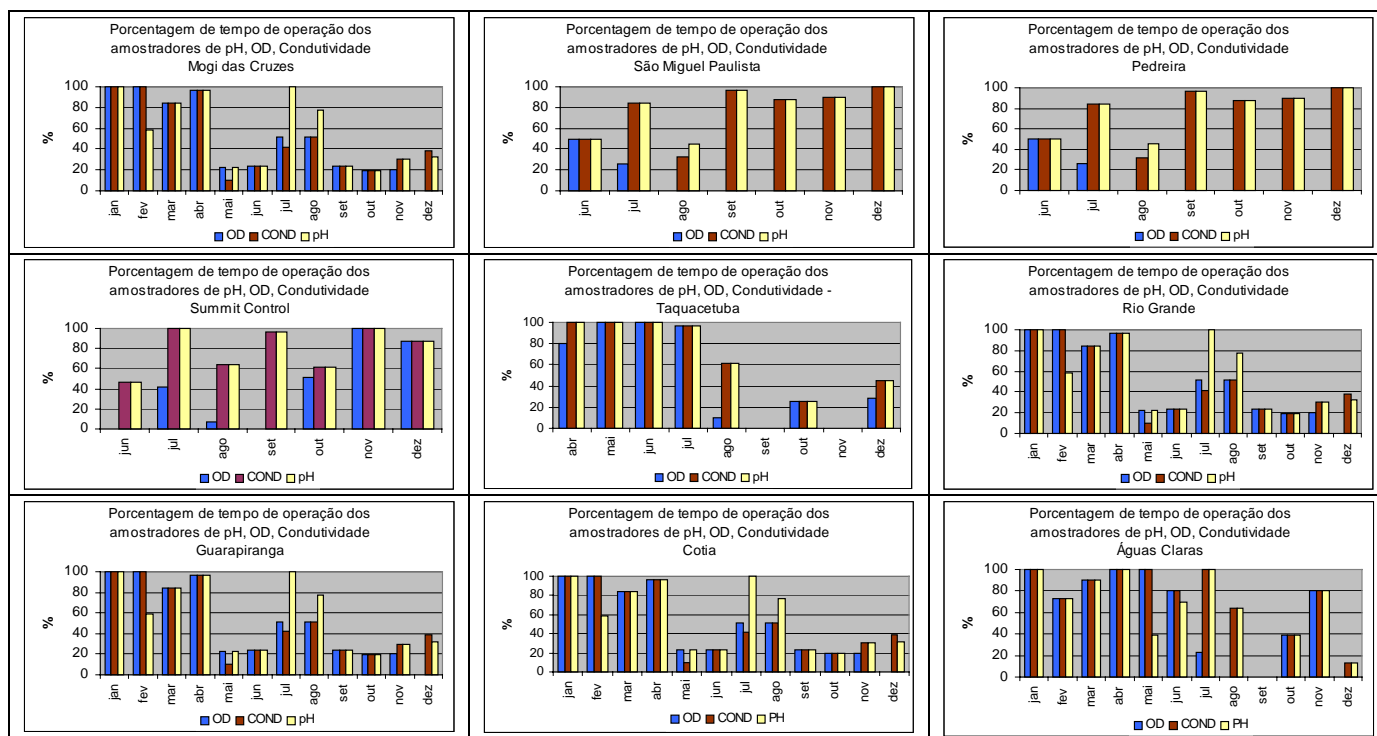 Porcentagem de tempo de operação dos
amostradores de pH, OD, Condutividade
Mogi das Cruzes
100
80
60
40
20
0
%
jan fev mar abr mai jun jul ago set out nov dez
OD COND pH
Porcentagem de tempo de operação dos
amostradores de pH, OD, Condutividade
São Miguel Paulista
100
80
60
40
20
0
%
jun jul ago set out nov dez
OD COND pH
Porcentagem de tempo de operação dos
amostradores de pH, OD, Condutividade
Pedreira
100
80
60
40
20
0
%
jun jul ago set out nov dez
OD COND pH
Porcentagem de tempo de operação dos
amostradores de pH, OD, Condutividade
Summit Control
100
80
60
40
20
0
%
jun jul ago set out nov dez
OD COND pH
Porcentagem de tempo de operação dos
amostradores de pH, OD, Condutividade -
Taquacetuba
100
80
60
40
20
0
%
abr mai jun jul ago set out nov dez
OD COND pH
Porcentagem de tempo de operação dos
amostradores de pH, OD, Condutividade
Rio Grande
100
80
60
40
20
0
%
jan fev mar abr mai jun jul ago set out nov dez
OD COND pH
Porcentagem de tempo de operação dos
amostradores de pH, OD, Condutividade
Guarapiranga
100
80
60
40
20
0
%
jan fev mar abr mai jun jul ago set out nov dez
OD COND pH
Porcentagem de tempo de operação dos
amostradores de pH, OD, Condutividade
Cotia
100
80
60
40
20
0
%
jan fev mar abr mai jun jul ago set out nov dez
OD COND PH
Porcentagem de tempo de operação dos
amostradores de pH, OD, Condutividade
Águas Claras
100
80
60
40
20
0
%
jan fev mar abr mai jun jul ago set out nov dez
OD COND PH